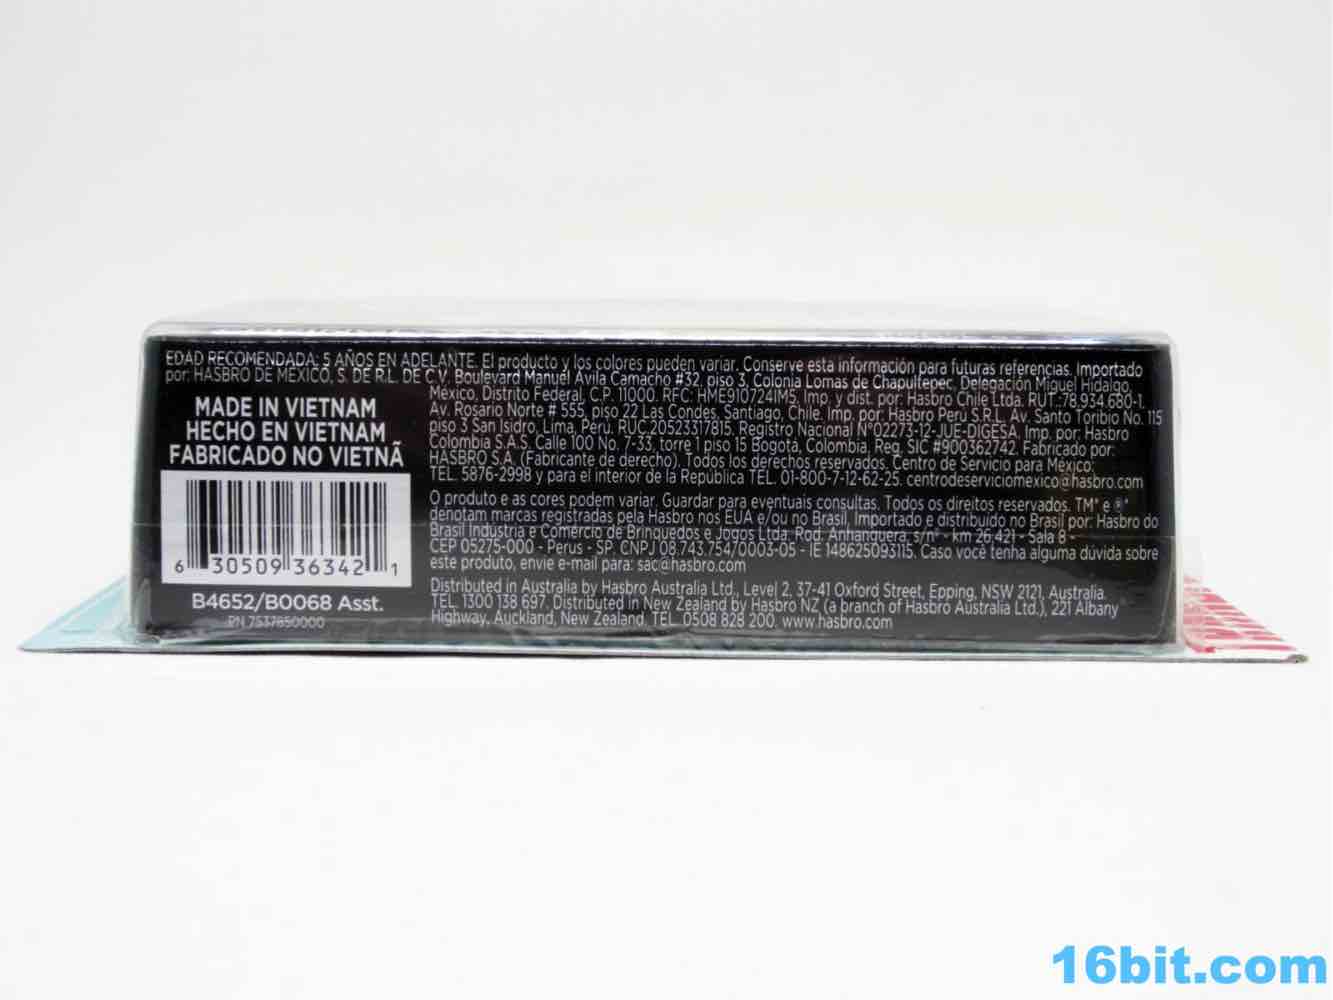 EDAD RECOMENDADA: 5 AÑOS EN ADELANTE. El producto y los colores pueden variar. Conserve esta información para futuras referencias. Importado
por: HASBRO DE MEXICO, S. DE R.L. DE C.V. Boulevard Manuel Ávila Camacho #32, piso 3, Colonia Lomas de Chapultepec, Delegación Miguel Hidalgo,
México, Distrito Federal, C.P. 11000. RFC: HME9107241M5. Imp. y dist. por: Hasbro Chile Ltda. RUT.:78.934.680-1,
Av. Rosario Norte # 555, piso 22 Las Condes, Santiago, Chile. Imp. por: Hasbro Perú S.R.L. Av. Santo Toribio No. 115
piso 3 San Isidro, Lima, Perú. RUC.20523317815. Registro Nacional N°02273-12-JUE-DIGESA. Imp. por: Hasbro
Colombia S.A.S. Calle 100 No. 7-33, torre 1 piso 15 Bogotá, Colombia, Reg. SIC #900362742. Fabricado por:
HASBRO S.A. (Fabricante de derecho). Todos los derechos reservados. Centro de Servicio para México:
TEL. 5876-2998 y para el interior de la República TEL. 01-800-7-12-62-25. centrodeserviciomexico@hasbro.com
MADE IN VIETNAM
HECHO EN VIETNAM
FABRICADO NO VIETNÃ
6 30509 36342 1
B4652/B0068 Asst.
PN 7537650000
O produto e as cores podem variar. Guardar para eventuais consultas. Todos os direitos reservados. TM* e ®*
denotam marcas registradas pela Hasbro nos EUA e/ou no Brasil. Importado e distribuído no Brasil por: Hasbro do
Brasil Indústria e Comércio de Brinquedos e Jogos Ltda. Rod. Anhanguera, s/nº - km 26,421 - Sala 8 -
CEP 05275-000 - Perus - SP. CNPJ 08.743.754/0003-05 - IE 148625093115. Caso você tenha alguma dúvida sobre
este produto, envie e-mail para: sac@hasbro.com
Distributed in Australia by Hasbro Australia Ltd., Level 2, 37-41 Oxford Street, Epping, NSW 2121, Australia.
TEL. 1300 138 697. Distributed in New Zealand by Hasbro NZ (a branch of Hasbro Australia Ltd.), 221 Albany
Highway, Auckland, New Zealand. TEL. 0508 828 200. www.hasbro.com
16bit.com